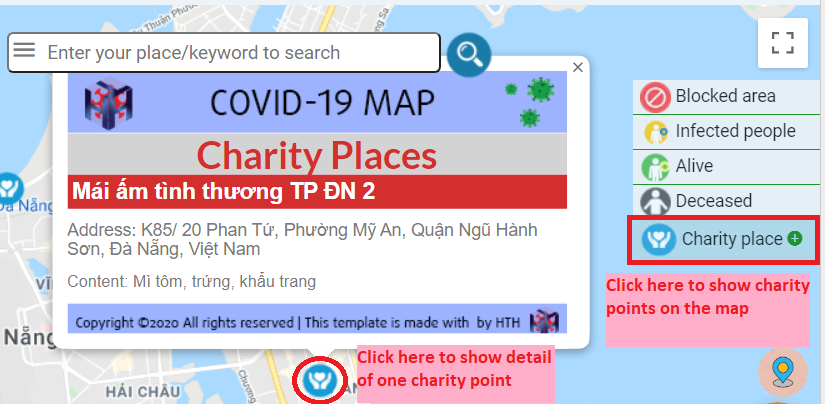 Enter your place/keyword to search
COVID-19 MAP
Charity Places
Mái ấm tình thương TP ĐN 2
Address: K85/ 20 Phan Tứ, Phường Mỹ An, Quận Ngũ Hành
Sơn, Đà Nẵng, Việt Nam
Content: Mì tôm, trứng, khẩu trang
Copyright ©2020 All rights reserved | This template is made with by HTH
Blocked area
Infected people
Alive
Deceased
Charity place
Click here to show charity
points on the map
Click here to show detail
of one charity point
Đà Nẵng
Nẵng
HẢI CHÂU